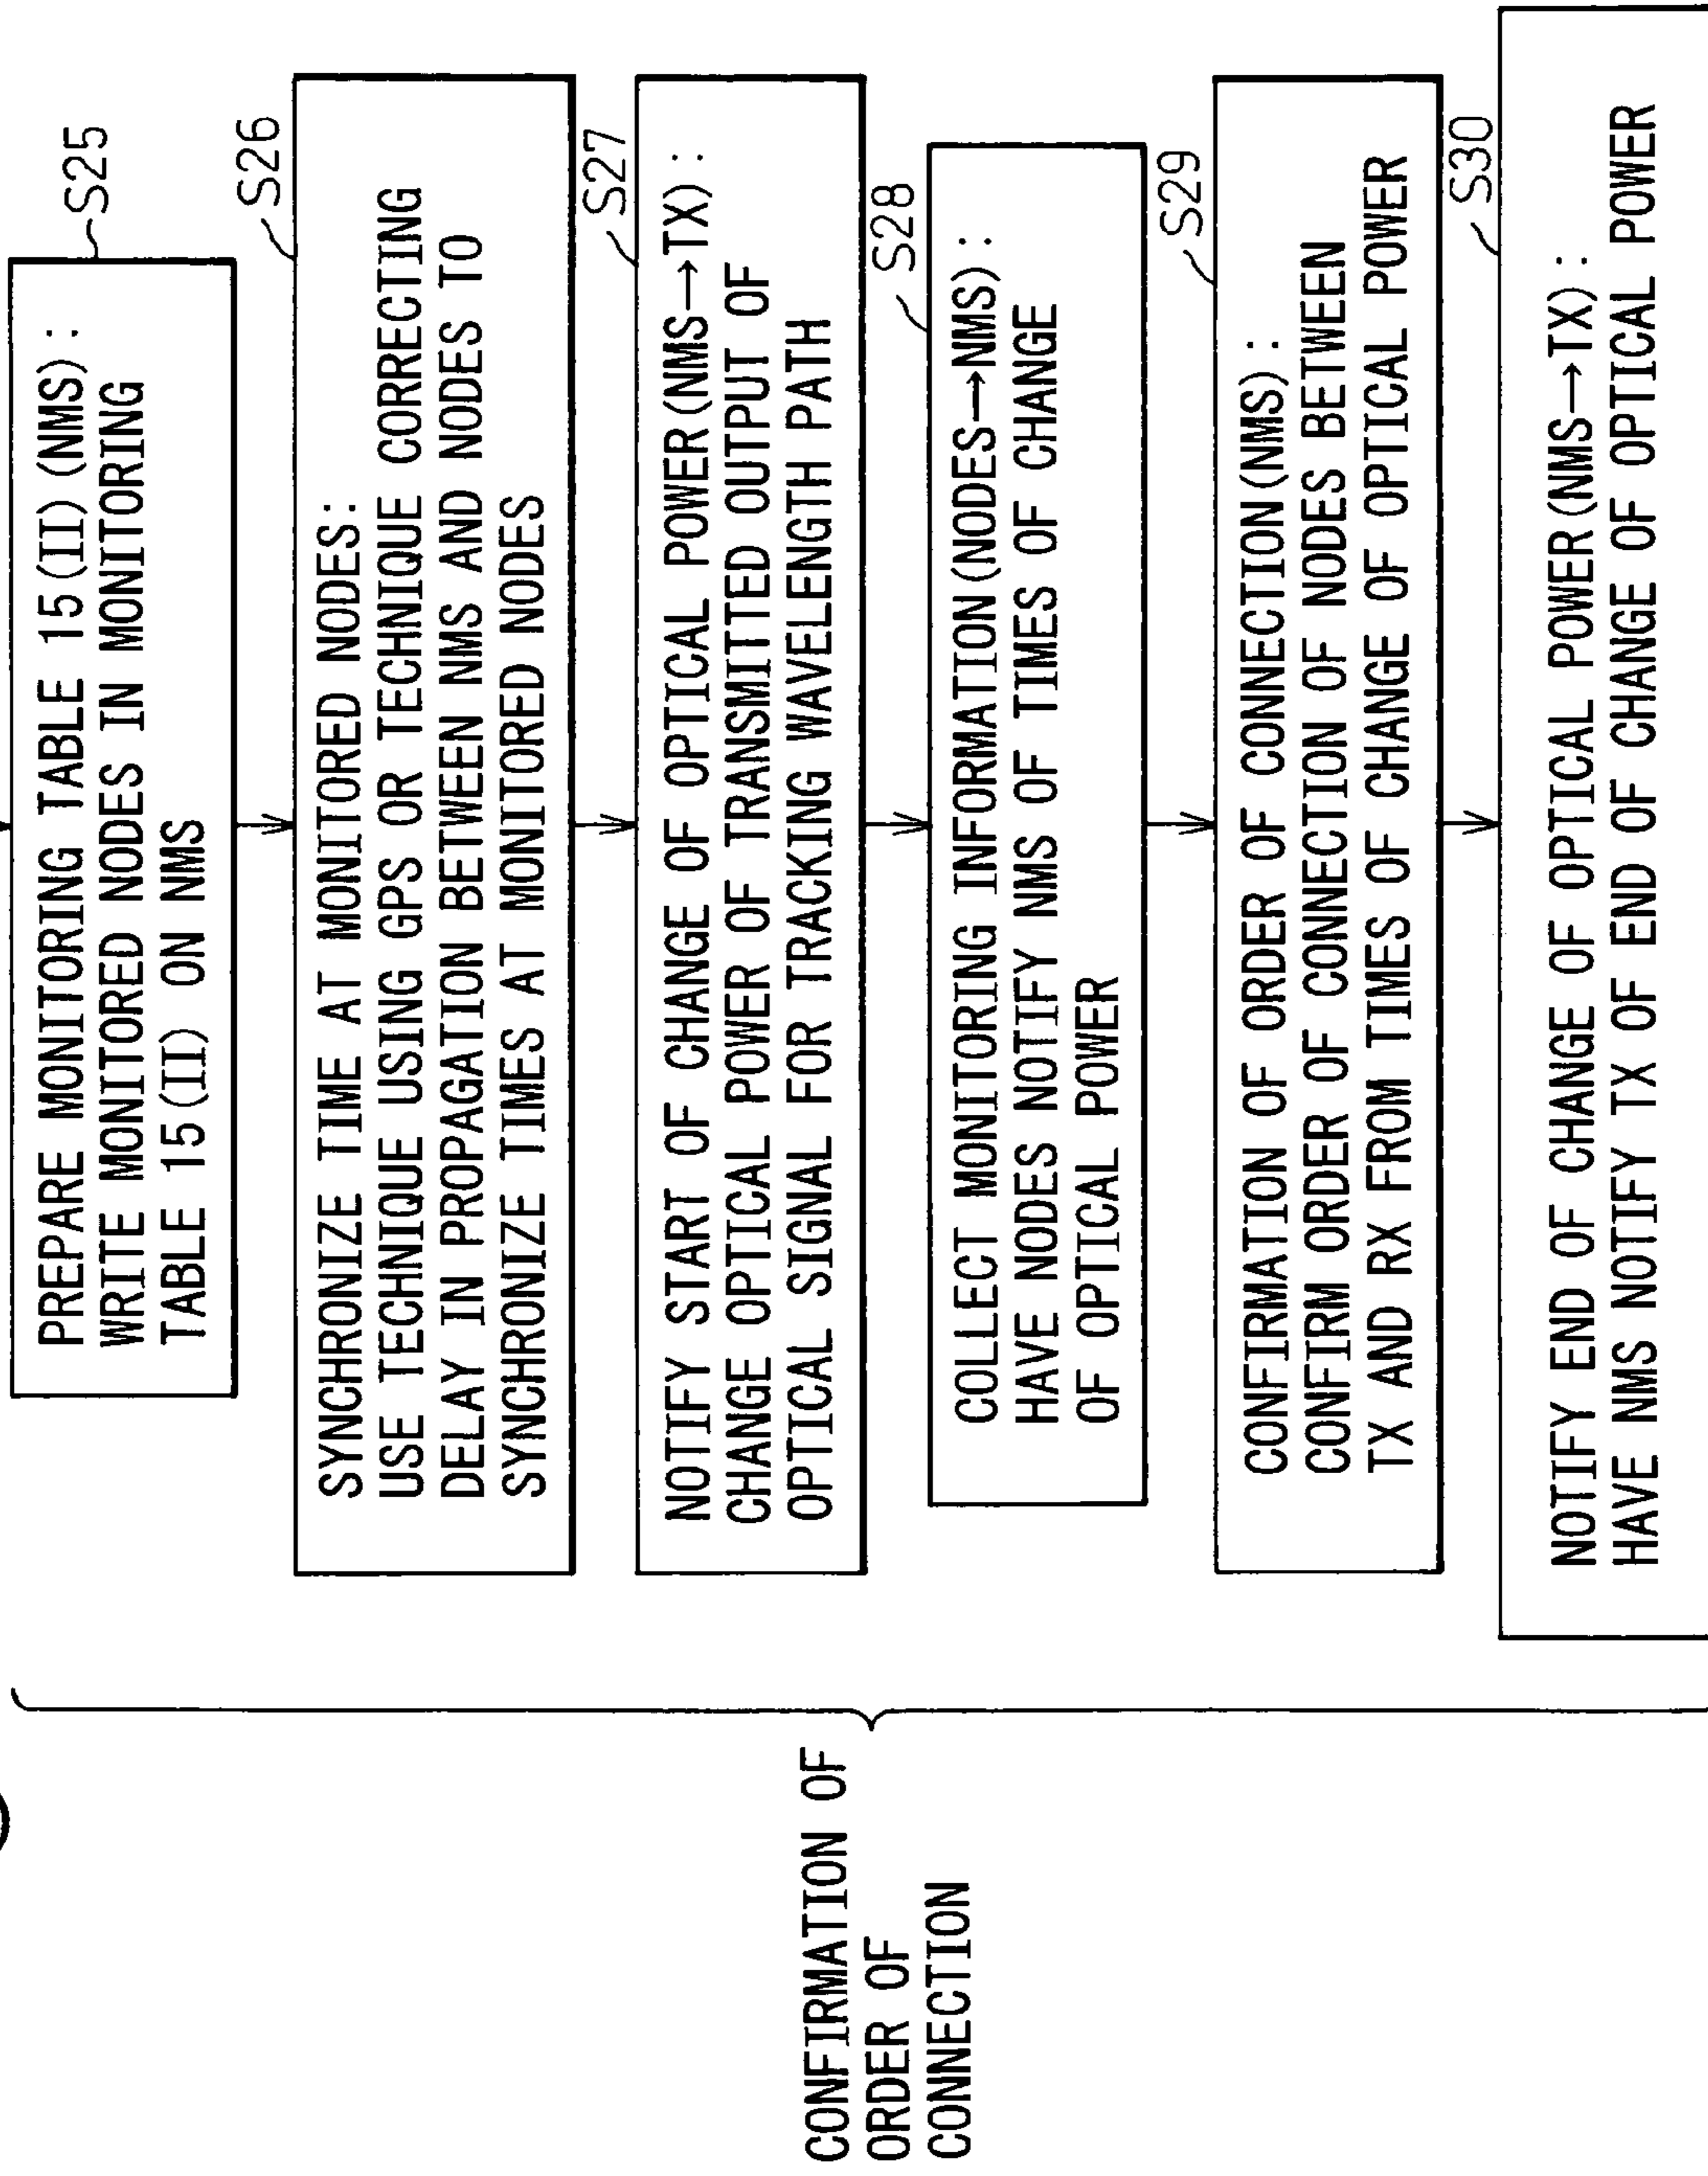 PREPARE MONITORING TABLE 15(II)(NMS):
WRITE MONITORED NODES IN MONITORING
TABLE 15(II) ON NMS
S25
SYNCHRONIZE TIME AT MONITORED NODES:
USE TECHNIQUE USING GPS OR TECHNIQUE CORRECTING
DELAY IN PROPAGATION BETWEEN NMS AND NODES TO
SYNCHRONIZE TIMES AT MONITORED NODES
S26
NOTIFY START OF CHANGE OF OPTICAL POWER(NMS→TX):
CHANGE OPTICAL POWER OF TRANSMITTED OUTPUT OF
OPTICAL SIGNAL FOR TRACKING WAVELENGTH PATH
S27
COLLECT MONITORING INFORMATION(NODES→NMS):
HAVE NODES NOTIFY NMS OF TIMES OF CHANGE
OF OPTICAL POWER
S28
CONFIRMATION OF ORDER OF CONNECTION(NMS):
CONFIRM ORDER OF CONNECTION OF NODES BETWEEN
TX AND RX FROM TIMES OF CHANGE OF OPTICAL POWER
S29
NOTIFY END OF CHANGE OF OPTICAL POWER(NMS→TX):
HAVE NMS NOTIFY TX OF END OF CHANGE OF OPTICAL POWER
S30
CONFIRMATION OF
ORDER OF
CONNECTION